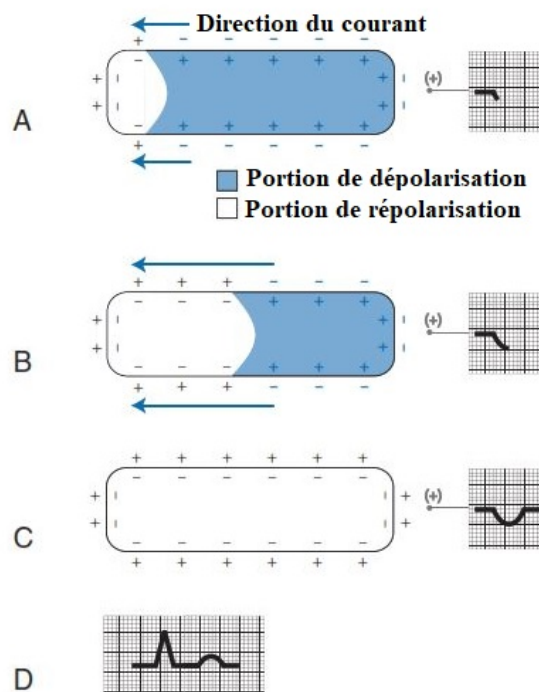 Direction du courant
+ − − − − −
− + + + + +
+ − + −
(+)
+ − + −
A
− + + + + +
+ − − − − −
Portion de dépolarisation
Portion de répolarisation
+ + + − − −
− − − + + +
+ − + −
(+)
+ − + −
B
− − − + + +
+ + + − − −
+ + + + + +
− − − − − −
+ − − +
(+)
+ − − +
C
− − − − − −
+ + + + + +
D